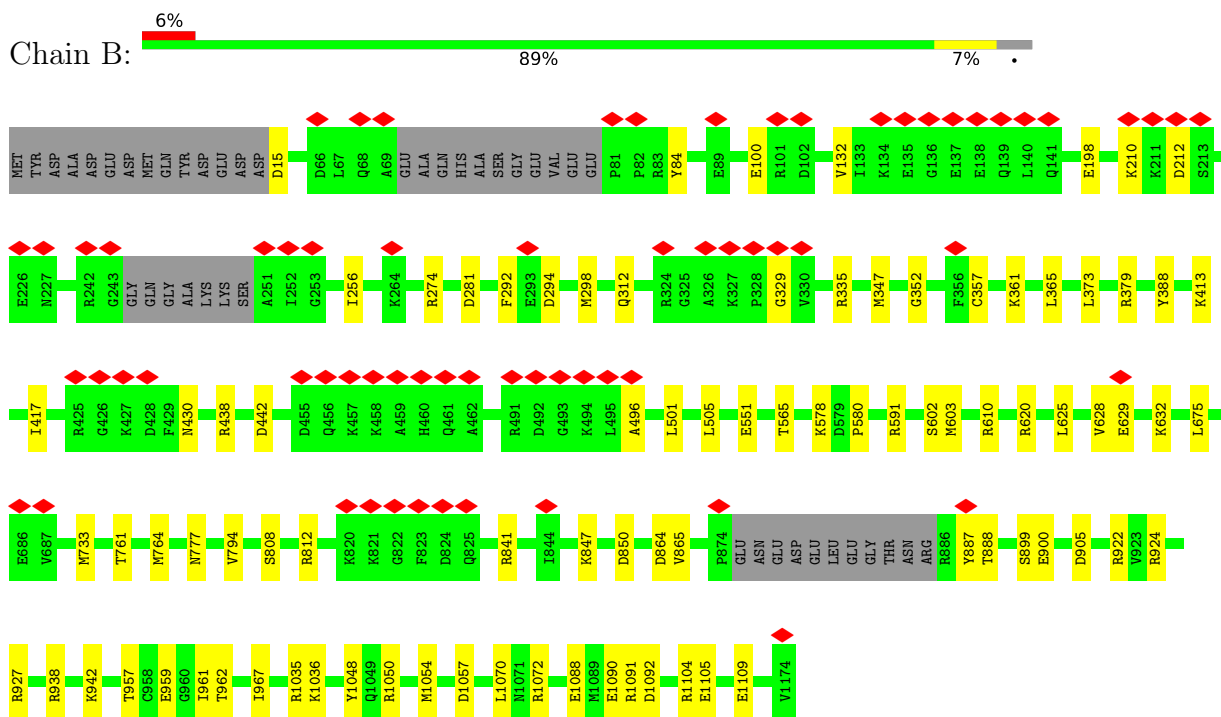 6%
Chain B:
89% 7% •
MET TYR ASP ALA ASP GLU ASP MET GLN TYR ASP GLU ASP ASP D15 D66 L67 Q68 A69 GLU ALA GLN HIS ALA SER GLY GLU VAL GLU GLU P81 P82 R83 Y84 E89 E100 R101 D102 V132 I133 K134 E135 G136 E137 E138 Q139 L140 Q141 E198 K210 K211 D212 S213
E226 N227 R242 G243 GLY GLN GLY ALA LYS LYS SER A251 I252 G253 I256 K264 R274 D281 F292 E293 D294 M298 Q312 R324 G325 A326 K327 P328 G329 V330 R335 M347 G352 F356 C357 K361 L365 L373 R379 Y388 K413
I417 R425 G426 K427 D428 F429 N430 R438 D442 D455 Q456 K457 K458 A459 H460 Q461 A462 R491 D492 G493 K494 L495 A496 L501 L505 E551 T565 K578 D579 P580 R591 S602 M603 R610 R620 L625 V628 E629 K632 L675
E686 V687 M733 T761 M764 N777 V794 S808 R812 K820 K821 G822 F823 D824 Q825 R841 I844 K847 D850 D864 V865 P874 GLU ASN GLU ASP GLU LEU GLU GLY THR ASN ARG R886 Y887 T888 S899 E900 D905 R922 V923 R924
R927 R938 K942 T957 C958 E959 G960 I961 T962 I967 R1035 K1036 Y1048 Q1049 R1050 M1054 D1057 L1070 N1071 R1072 E1088 M1089 E1090 R1091 D1092 R1104 E1105 E1109 V1174